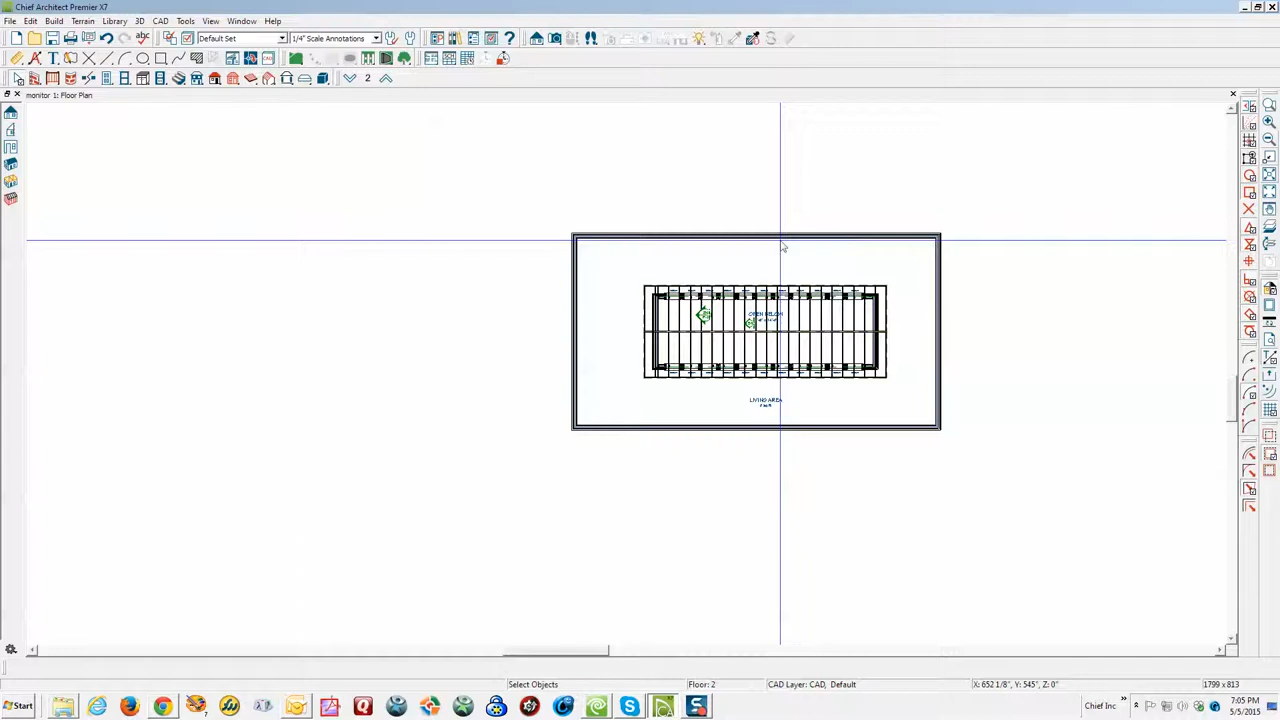 Chief Architect Premier X7
File Edit Build Terrain Library 3D CAD Tools View Window Help
Default Set 1/4" Scale Annotations
2
monitor 1: Floor Plan
OPEN BELOW
LIVING AREA
Select Objects Floor: 2 CAD Layer: CAD, Default X: 652 1/8", Y: 545", Z: 0" 1799 x 813
Start Chief Inc 7:05 PM
5/5/2015